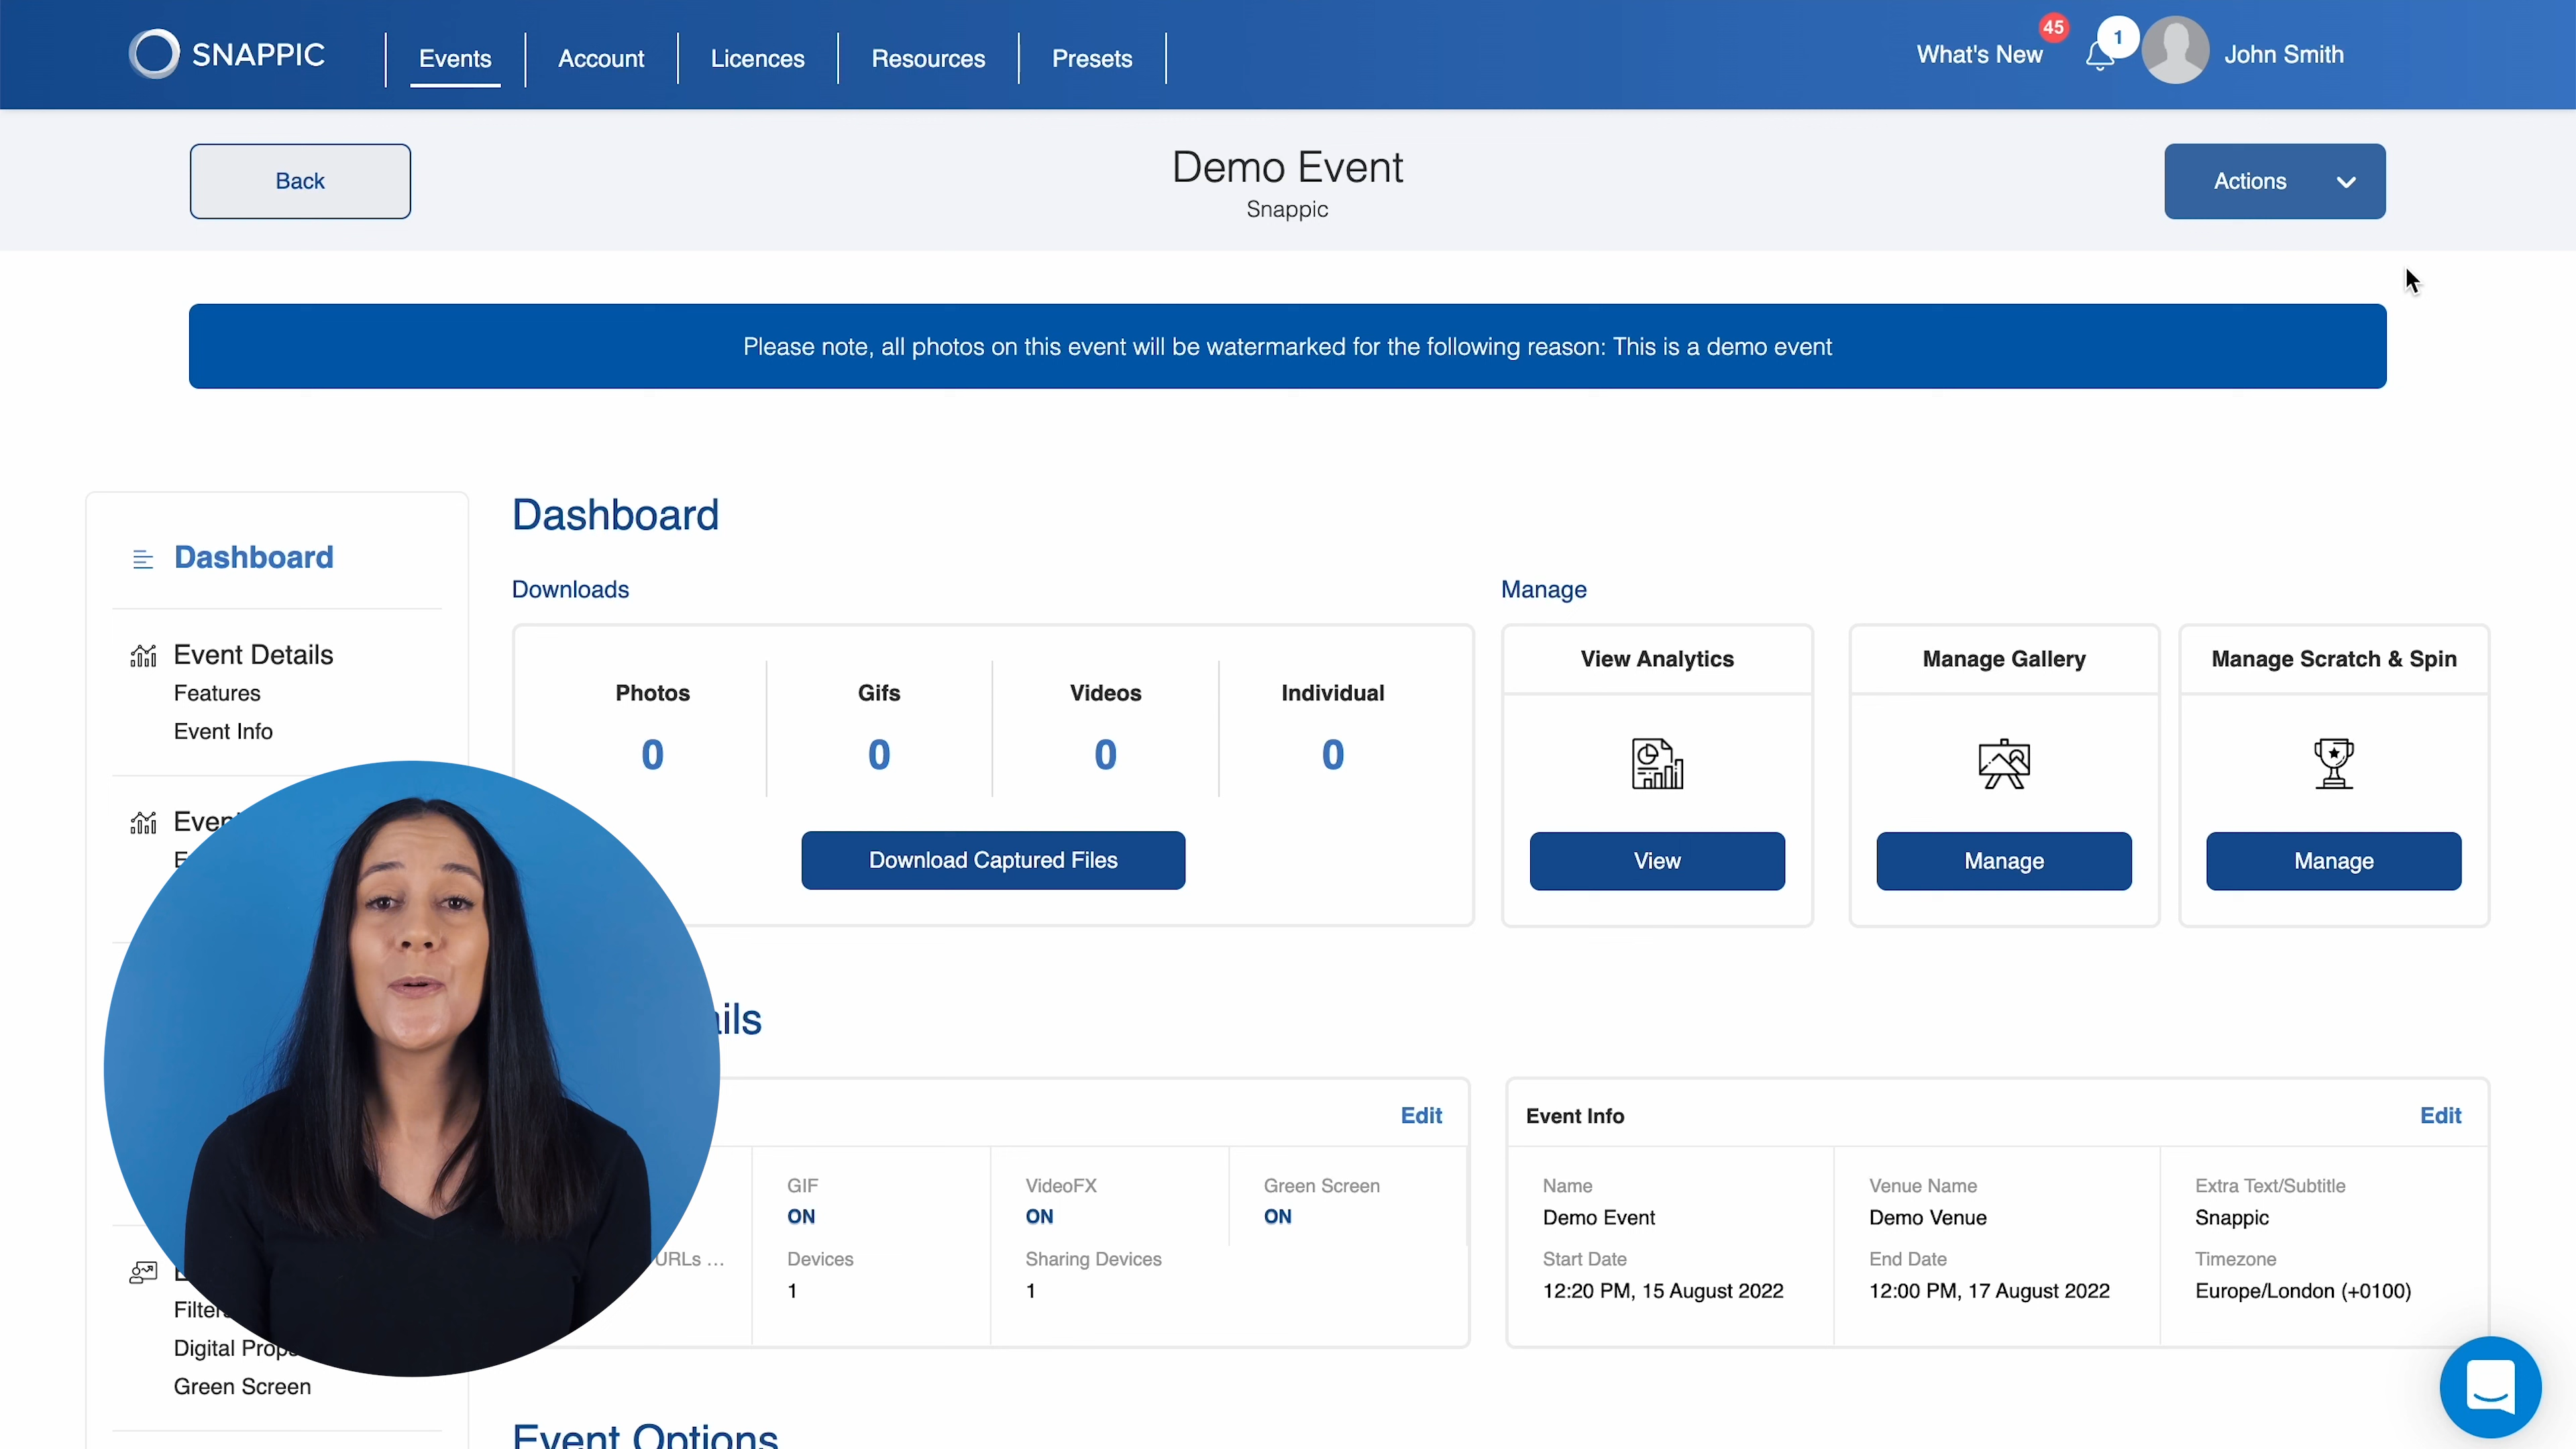 SNAPPIC
Events
Account
Licences
Resources
Presets
What's New
45
1
John Smith
Back
Demo Event
Snappic
Actions
Please note, all photos on this event will be watermarked for the following reason: This is a demo event
Dashboard
Event Details
Features
Event Info
Filter
Digital Prop
Green Screen
Dashboard
Downloads
Photos
0
Gifs
0
Videos
0
Individual
0
Download Captured Files
Manage
View Analytics
View
Manage Gallery
Manage
Manage Scratch & Spin
Manage
ils
Edit
GIF
ON
VideoFX
ON
Green Screen
ON
URLs ...
Devices
1
Sharing Devices
1
Event Info
Edit
Name
Demo Event
Venue Name
Demo Venue
Extra Text/Subtitle
Snappic
Start Date
12:20 PM, 15 August 2022
End Date
12:00 PM, 17 August 2022
Timezone
Europe/London (+0100)
Event Options